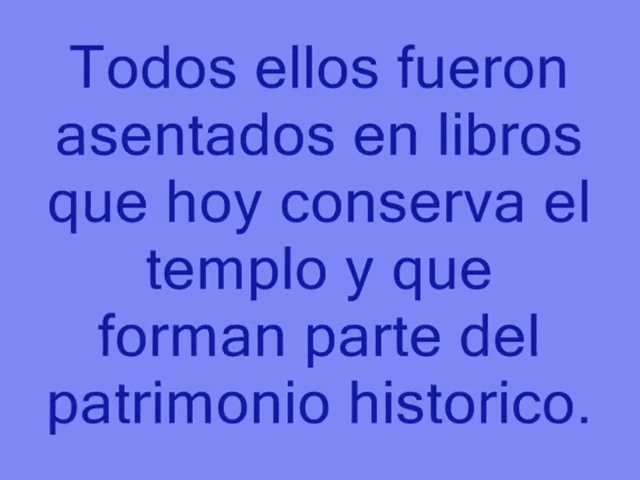 Todos ellos fueron
asentados en libros
que hoy conserva el
templo y que
forman parte del
patrimonio historico.